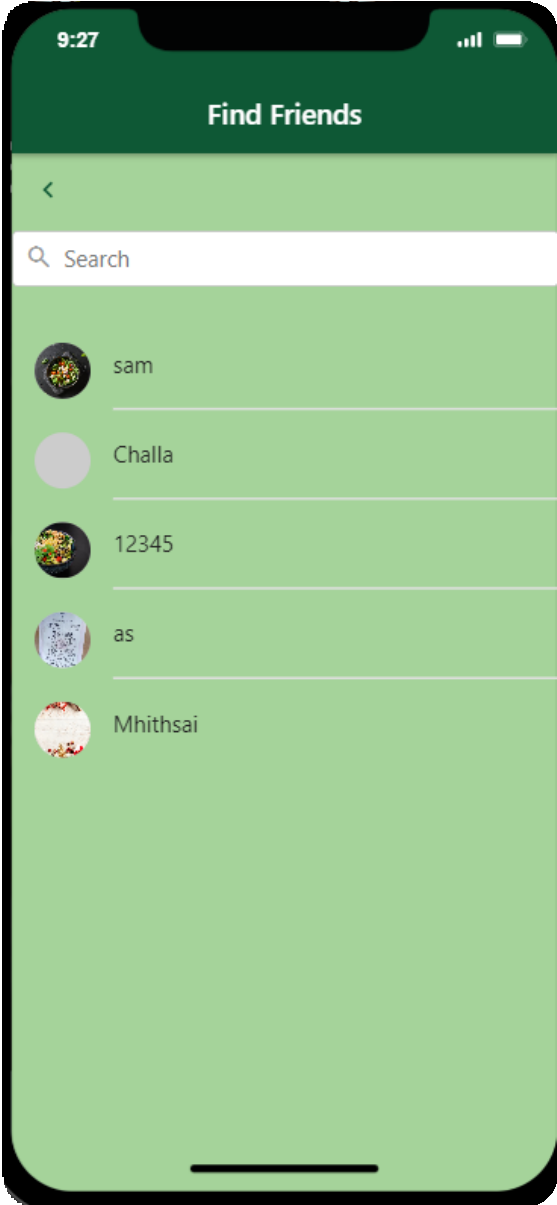 9:27
Find Friends
Search
sam
Challa
12345
as
Mhithsai